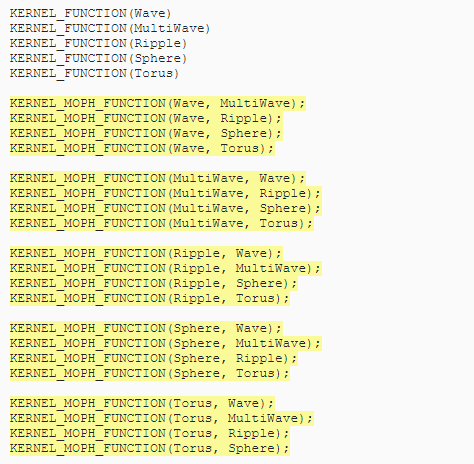 KERNEL_FUNCTION(Wave)
KERNEL_FUNCTION(MultiWave)
KERNEL_FUNCTION(Ripple)
KERNEL_FUNCTION(Sphere)
KERNEL_FUNCTION(Torus)
KERNEL_MOPH_FUNCTION(Wave, MultiWave);
KERNEL_MOPH_FUNCTION(Wave, Ripple);
KERNEL_MOPH_FUNCTION(Wave, Sphere);
KERNEL_MOPH_FUNCTION(Wave, Torus);
KERNEL_MOPH_FUNCTION(MultiWave, Wave);
KERNEL_MOPH_FUNCTION(MultiWave, Ripple);
KERNEL_MOPH_FUNCTION(MultiWave, Sphere);
KERNEL_MOPH_FUNCTION(MultiWave, Torus);
KERNEL_MOPH_FUNCTION(Ripple, Wave);
KERNEL_MOPH_FUNCTION(Ripple, MultiWave);
KERNEL_MOPH_FUNCTION(Ripple, Sphere);
KERNEL_MOPH_FUNCTION(Ripple, Torus);
KERNEL_MOPH_FUNCTION(Sphere, Wave);
KERNEL_MOPH_FUNCTION(Sphere, MultiWave);
KERNEL_MOPH_FUNCTION(Sphere, Ripple);
KERNEL_MOPH_FUNCTION(Sphere, Torus);
KERNEL_MOPH_FUNCTION(Torus, Wave);
KERNEL_MOPH_FUNCTION(Torus, MultiWave);
KERNEL_MOPH_FUNCTION(Torus, Ripple);
KERNEL_MOPH_FUNCTION(Torus, Sphere);